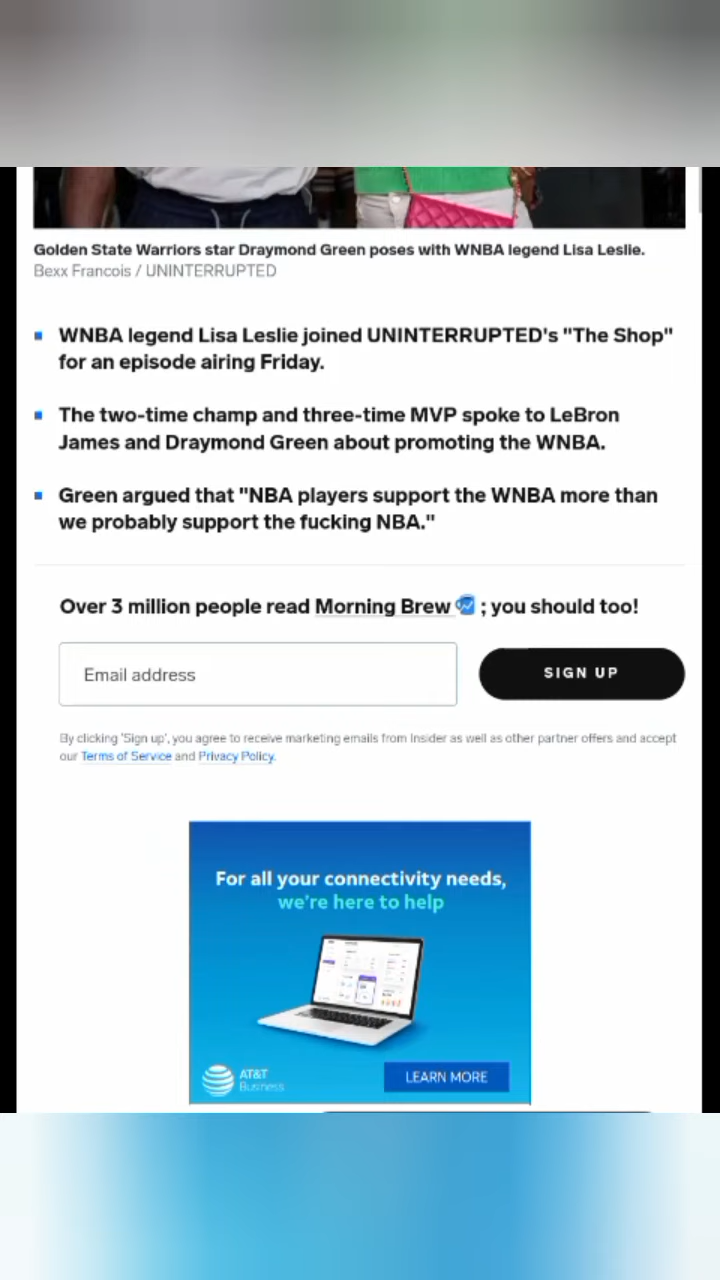 Golden State Warriors star Draymond Green poses with WNBA legend Lisa Leslie.
Bexx Francois / UNINTERRUPTED
WNBA legend Lisa Leslie joined UNINTERRUPTED's "The Shop"
for an episode airing Friday.
The two-time champ and three-time MVP spoke to LeBron
James and Draymond Green about promoting the WNBA.
Green argued that "NBA players support the WNBA more than
we probably support the fucking NBA."
Over 3 million people read Morning Brew ; you should too!
Email address
SIGN UP
By clicking 'Sign up', you agree to receive marketing emails from Insider as well as other partner offers and accept
our Terms of Service and Privacy Policy.
For all your connectivity needs,
we're here to help
AT&T
Business
LEARN MORE